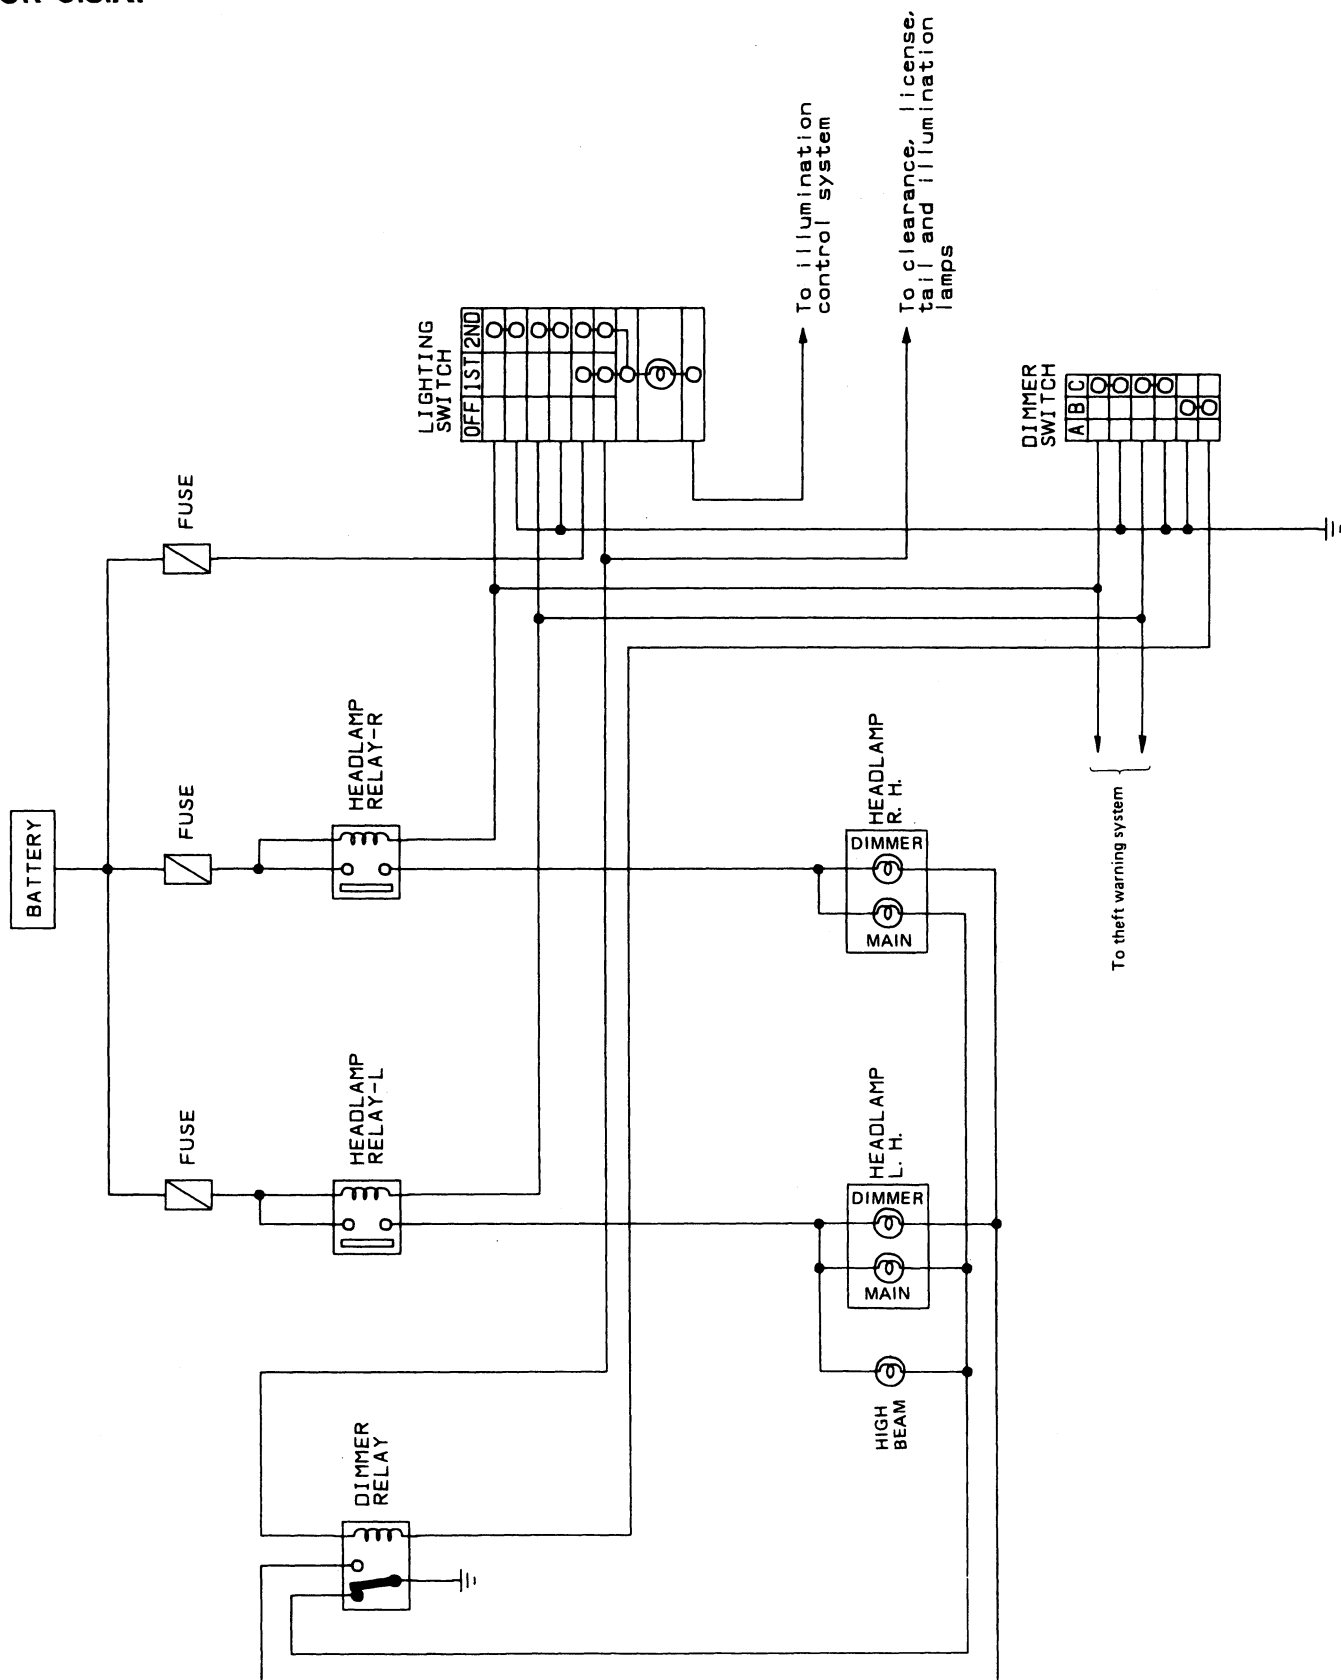 BATTERY
FUSE
FUSE
FUSE
HEADLAMP
RELAY-L
HEADLAMP
RELAY-R
LIGHTING
SWITCH
OFF 1ST 2ND
DIMMER
RELAY
To illumination
control system
To clearance, license,
tail and illumination
lamps
HIGH
BEAM
HEADLAMP
L. H.
DIMMER
MAIN
HEADLAMP
R. H.
DIMMER
MAIN
DIMMER
SWITCH
A B C
To theft warning system